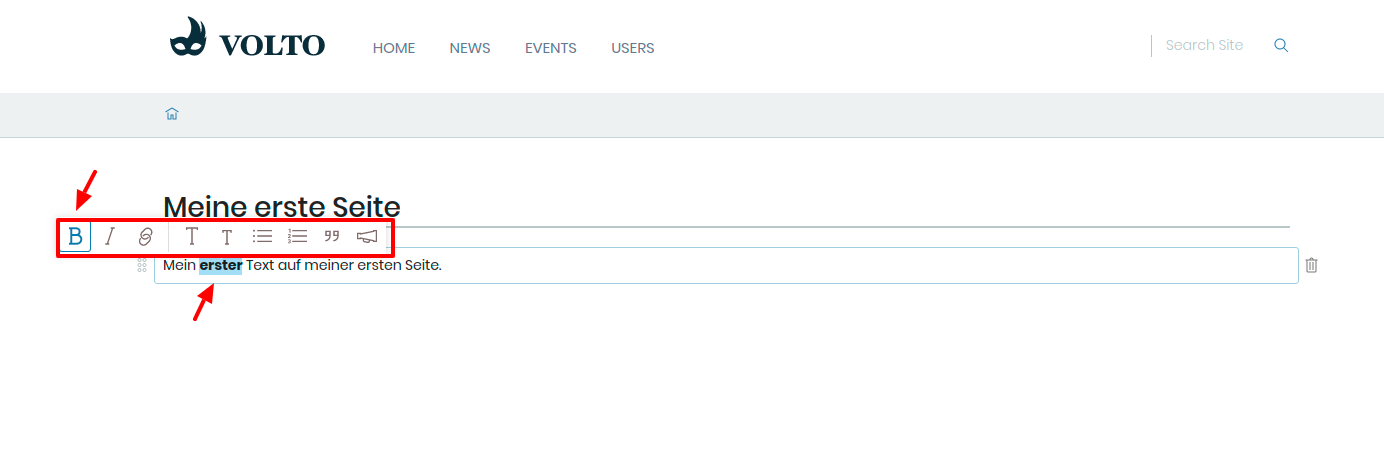 VOLTO HOME NEWS EVENTS USERS Search Site
Meine erste Seite
Mein erster Text auf meiner ersten Seite.